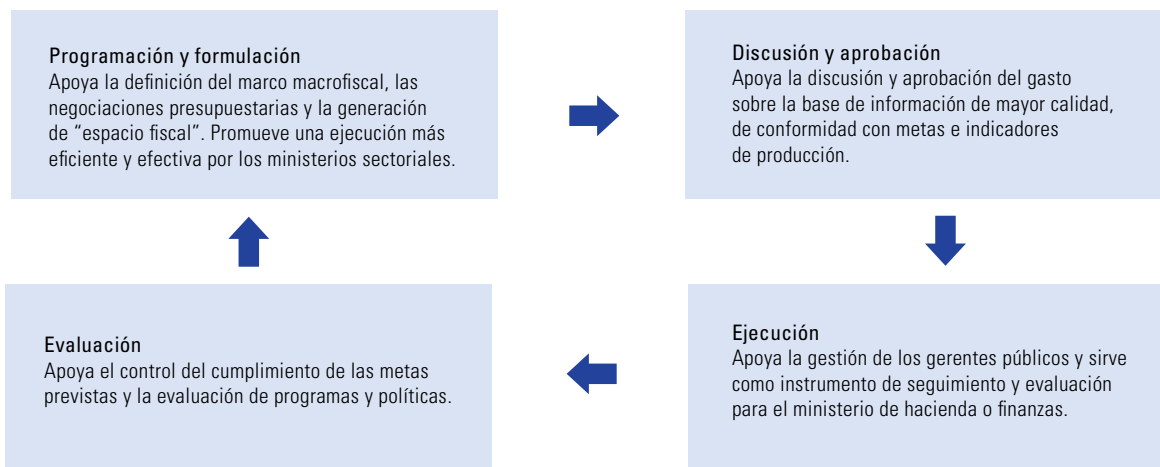 Programación y formulación
Apoya la definición del marco macrofiscal, las
negociaciones presupuestarias y la generación
de “espacio fiscal”. Promueve una ejecución más
eficiente y efectiva por los ministerios sectoriales.
Discusión y aprobación
Apoya la discusión y aprobación del gasto
sobre la base de información de mayor calidad,
de conformidad con metas e indicadores
de producción.
Evaluación
Apoya el control del cumplimiento de las metas
previstas y la evaluación de programas y políticas.
Ejecución
Apoya la gestión de los gerentes públicos y sirve
como instrumento de seguimiento y evaluación
para el ministerio de hacienda o finanzas.